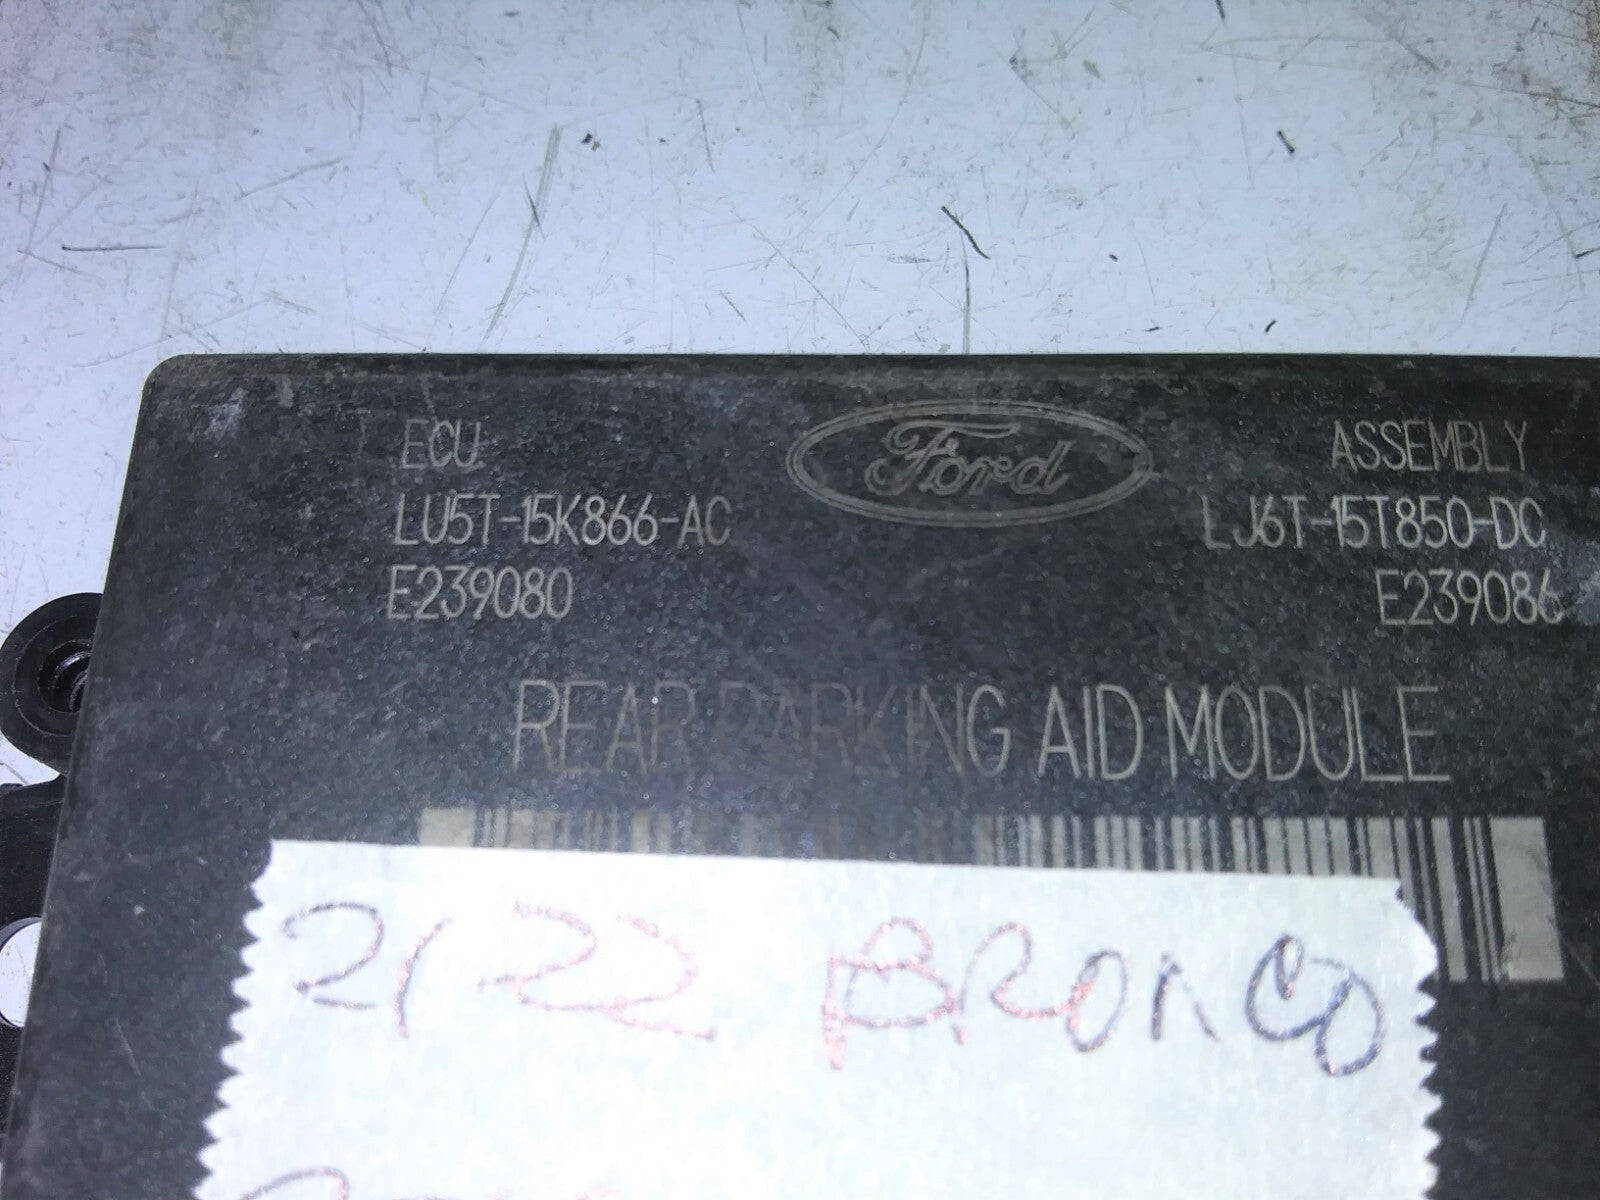 ECU Ford ASSEMBLY
LU5T-15K866-AC LJ6T-15T850-DC
E239080 E239086
REAR PARKING AID MODULE
21-22 BRONCO